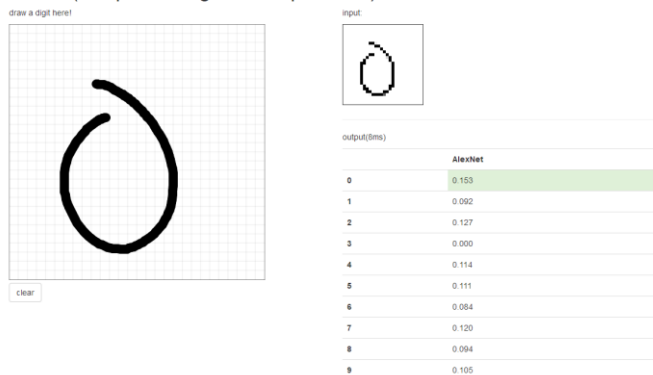 draw a digit here!
clear
input:
output(8ms)
AlexNet
0 0.153
1 0.092
2 0.127
3 0.000
4 0.114
5 0.111
6 0.084
7 0.120
8 0.094
9 0.105